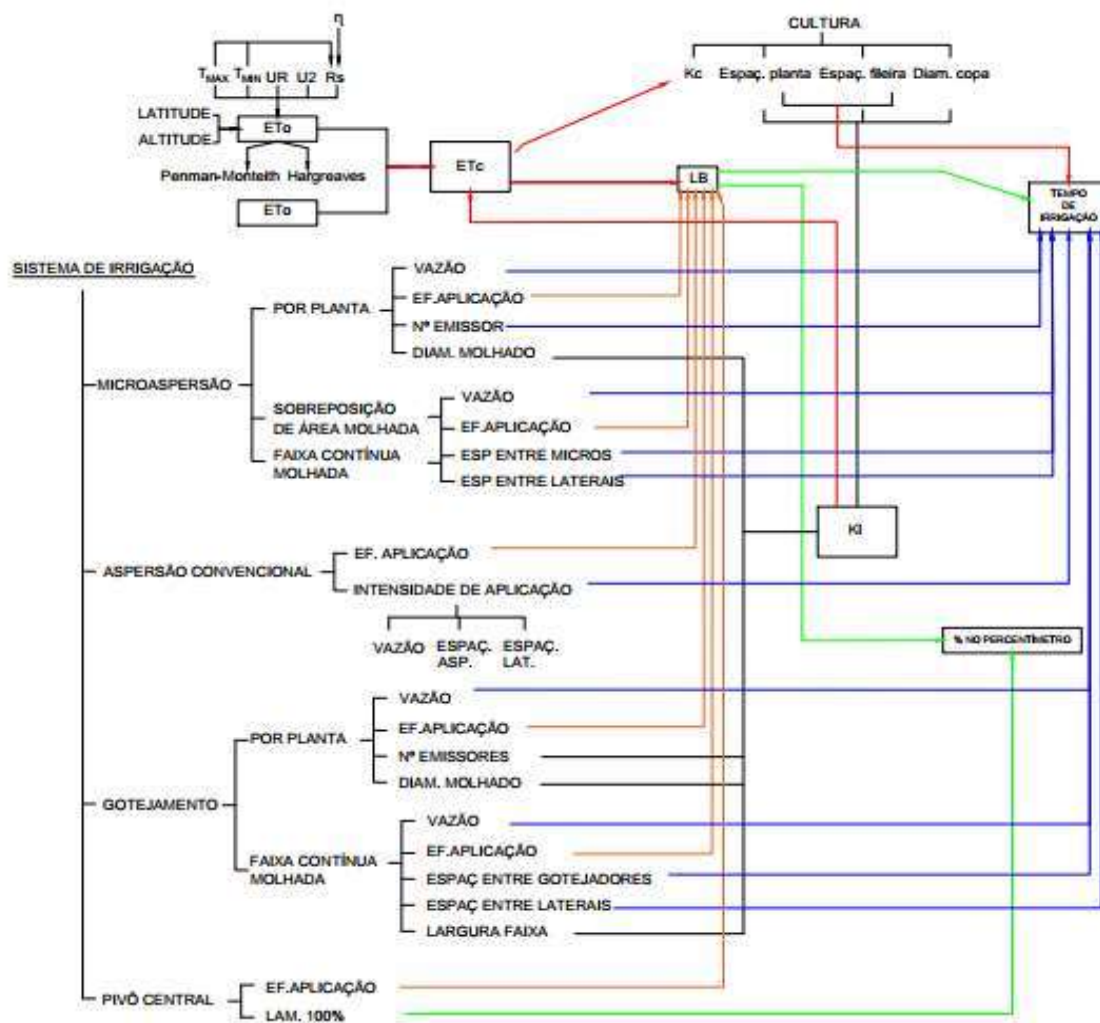 η
CULTURA
T_MAX T_MIN UR U2 Rs
Kc Espaç. planta Espaç. fileira Diam. copa
LATITUDE
ALTITUDE
ETo
Penman-Monteith Hargreaves
ETo
ETc
LB
TEMPO
DE
IRRIGAÇÃO
SISTEMA DE IRRIGAÇÃO
MICROASPERSÃO
POR PLANTA
VAZÃO
EF.APLICAÇÃO
Nº EMISSOR
DIAM. MOLHADO
SOBREPOSIÇÃO
DE ÁREA MOLHADA
FAIXA CONTÍNUA
MOLHADA
VAZÃO
EF.APLICAÇÃO
ESP ENTRE MICROS
ESP ENTRE LATERAIS
KI
ASPERSÃO CONVENCIONAL
EF. APLICAÇÃO
INTENSIDADE DE APLICAÇÃO
VAZÃO ESPAÇ. ESPAÇ.
ASP. LAT.
% NO PERCENTÍMETRO
GOTEJAMENTO
POR PLANTA
VAZÃO
EF.APLICAÇÃO
Nº EMISSORES
DIAM. MOLHADO
FAIXA CONTÍNUA
MOLHADA
VAZÃO
EF.APLICAÇÃO
ESPAÇ ENTRE GOTEJADORES
ESPAÇ ENTRE LATERAIS
LARGURA FAIXA
PIVÔ CENTRAL
EF.APLICAÇÃO
LAM. 100%